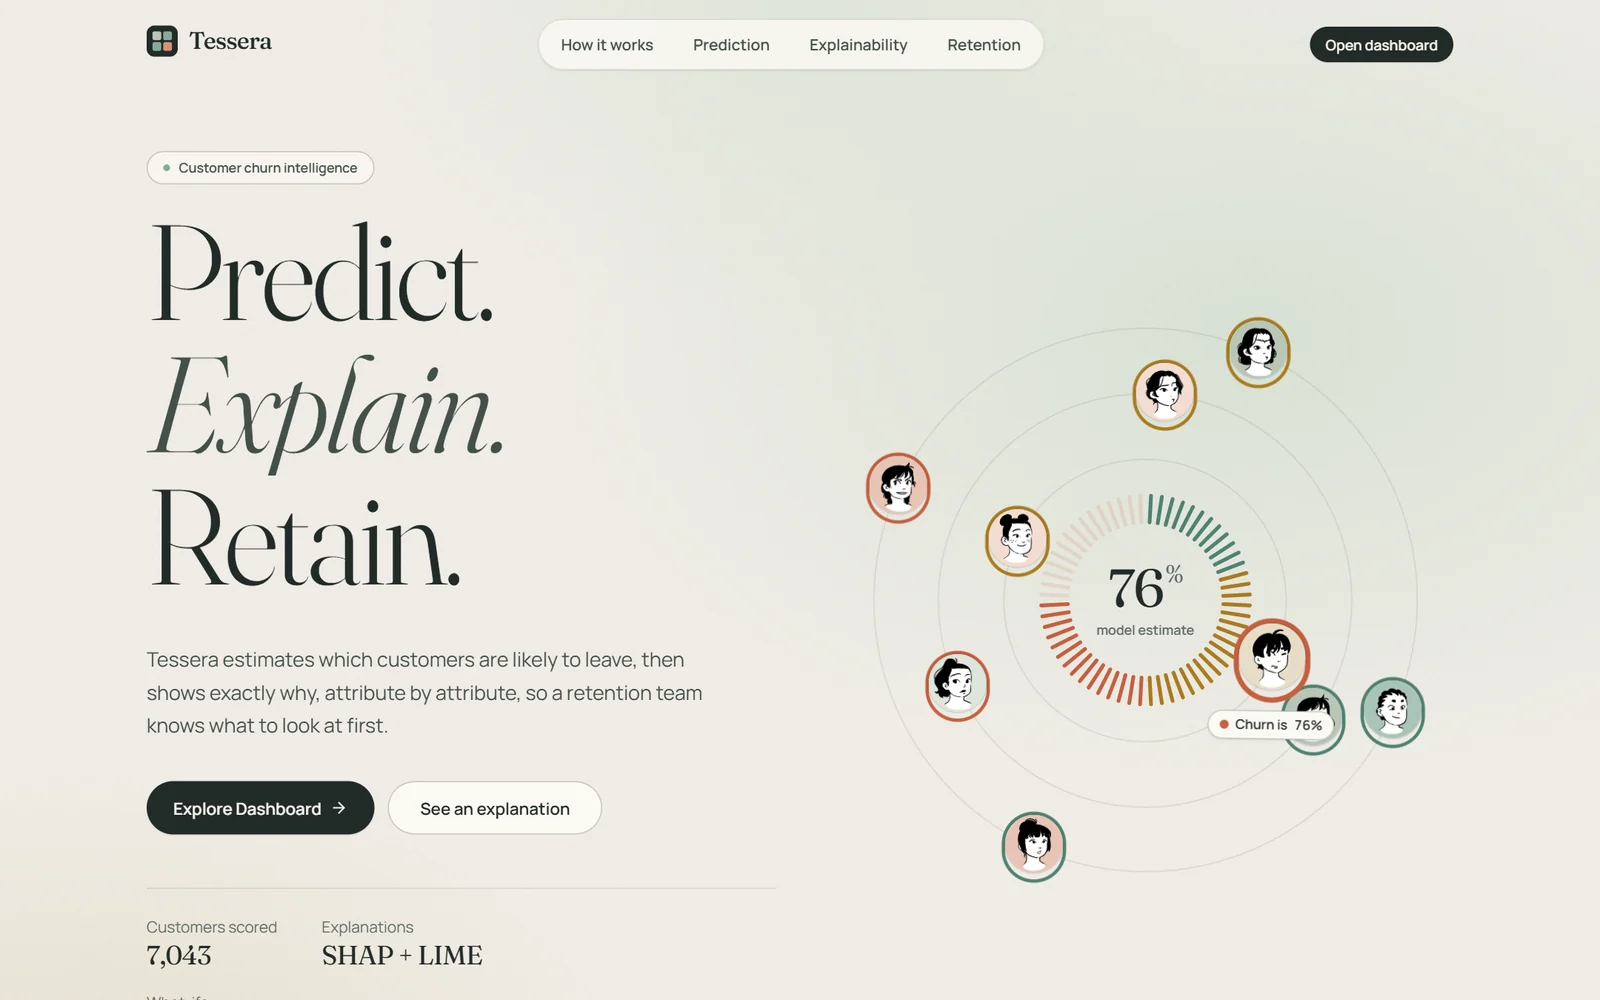 Tessera
How it works
Prediction
Explainability
Retention
Open dashboard
Customer churn intelligence
Predict.
Explain.
Retain.
Tessera estimates which customers are likely to leave, then
shows exactly why, attribute by attribute, so a retention team
knows what to look at first.
Explore Dashboard →
See an explanation
Customers scored
7,043
Explanations
SHAP + LIME
76%
model estimate
Churn is 76%